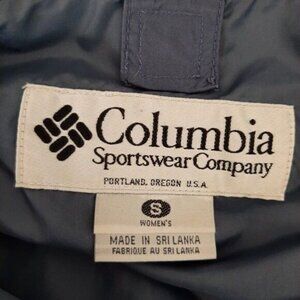 Columbia
Sportswear Company
PORTLAND, OREGON U.S.A.
S
WOMEN'S
MADE IN SRI LANKA
FABRIQUE AU SRI LANKA